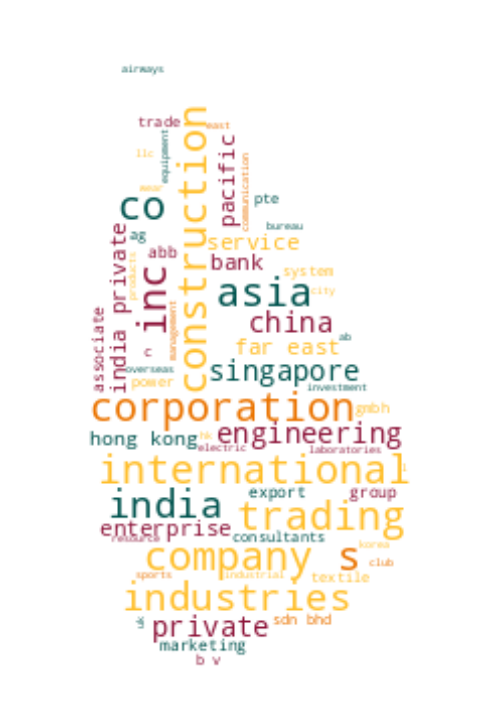 airways
trade
east
construction
equipment
pacific
llc
communication
wear
pte
co
bureau
ag
service
india private
abb
bank
products
inc
system
asia
city
china
associate
management
ab
c
far east
overseas
singapore
power
investment
corporation
gmbh
hong kong
hk
engineering
electric
laboratories
international
l
india
export
group
trading
enterprise
resource
consultants
korea
company
s
club
sports
industrial
textile
industries
uk
private
sdn bhd
marketing
b v